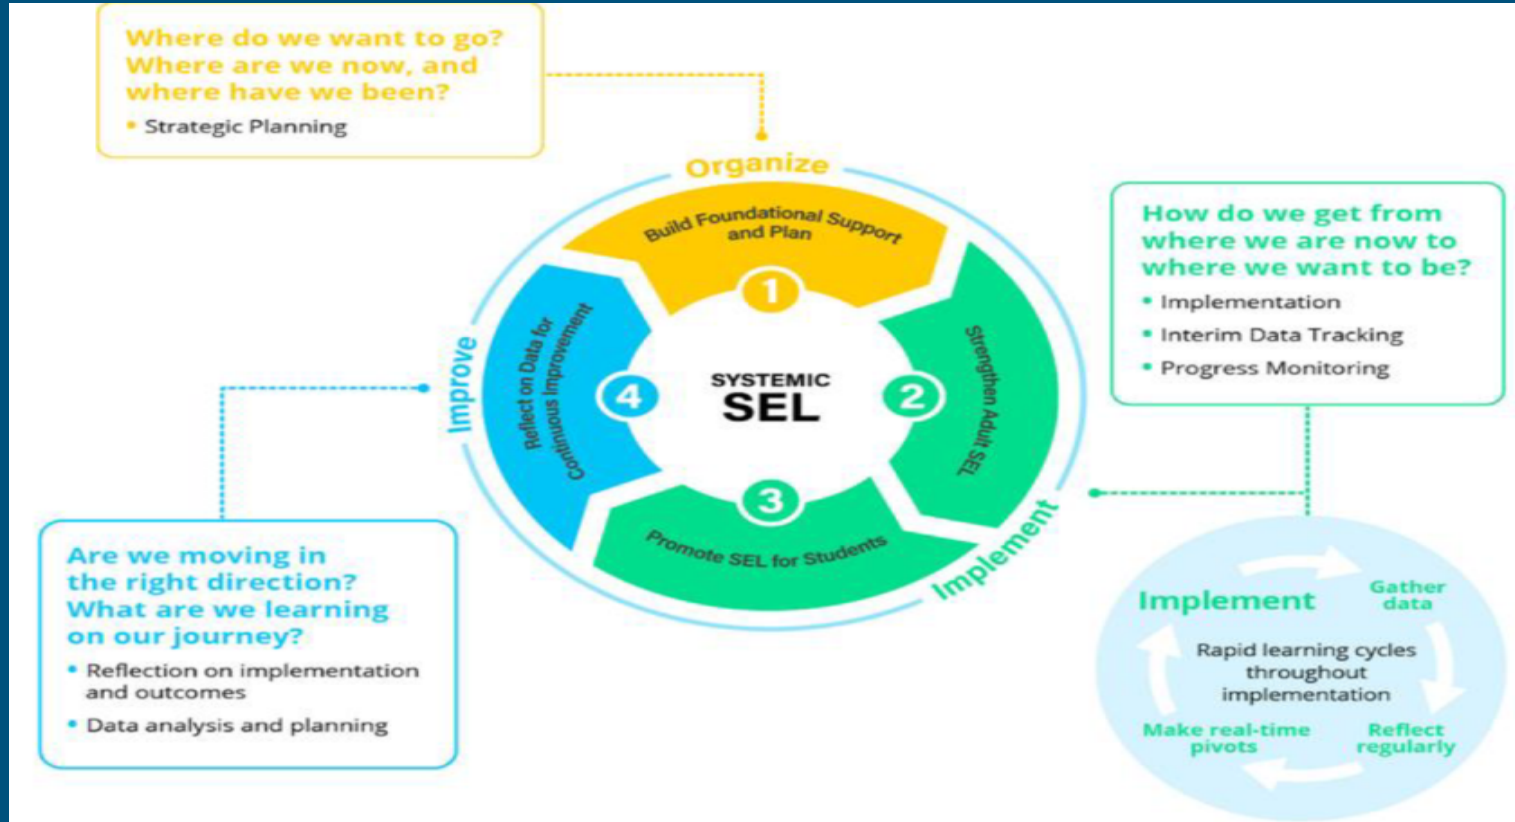 Where do we want to go?
Where are we now, and
where have we been?
• Strategic Planning
Organize
Build Foundational Support
and Plan
1
How do we get from
where we are now to
where we want to be?
• Implementation
• Interim Data Tracking
• Progress Monitoring
Strengthen Adult SEL
2
Implement
Promote SEL for Students
3
Improve
Reflect on Data for
Continuous Improvement
4
SYSTEMIC
SEL
Are we moving in
the right direction?
What are we learning
on our journey?
• Reflection on implementation
and outcomes
• Data analysis and planning
Implement
Gather
data
Rapid learning cycles
throughout
implementation
Reflect
regularly
Make real-time
pivots